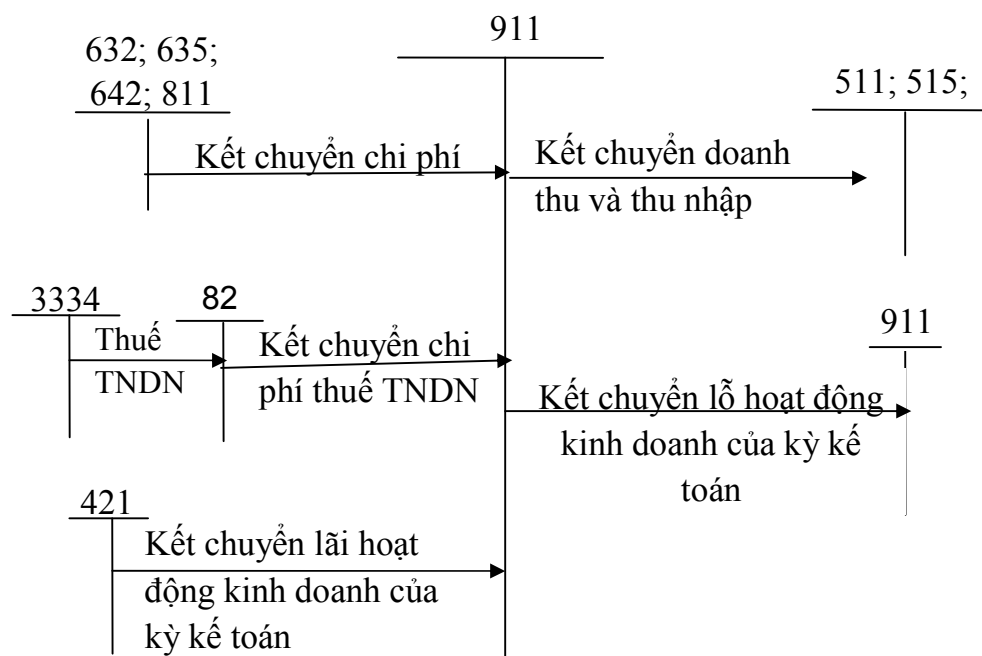 911
632; 635;
642; 811
511; 515;
Kết chuyển chi phí
Kết chuyển doanh
thu và thu nhập
3334
82
Thuế
TNDN
Kết chuyển chi
phí thuế TNDN
911
Kết chuyển lỗ hoạt động
kinh doanh của kỳ kế
toán
421
Kết chuyển lãi hoạt
động kinh doanh của
kỳ kế toán